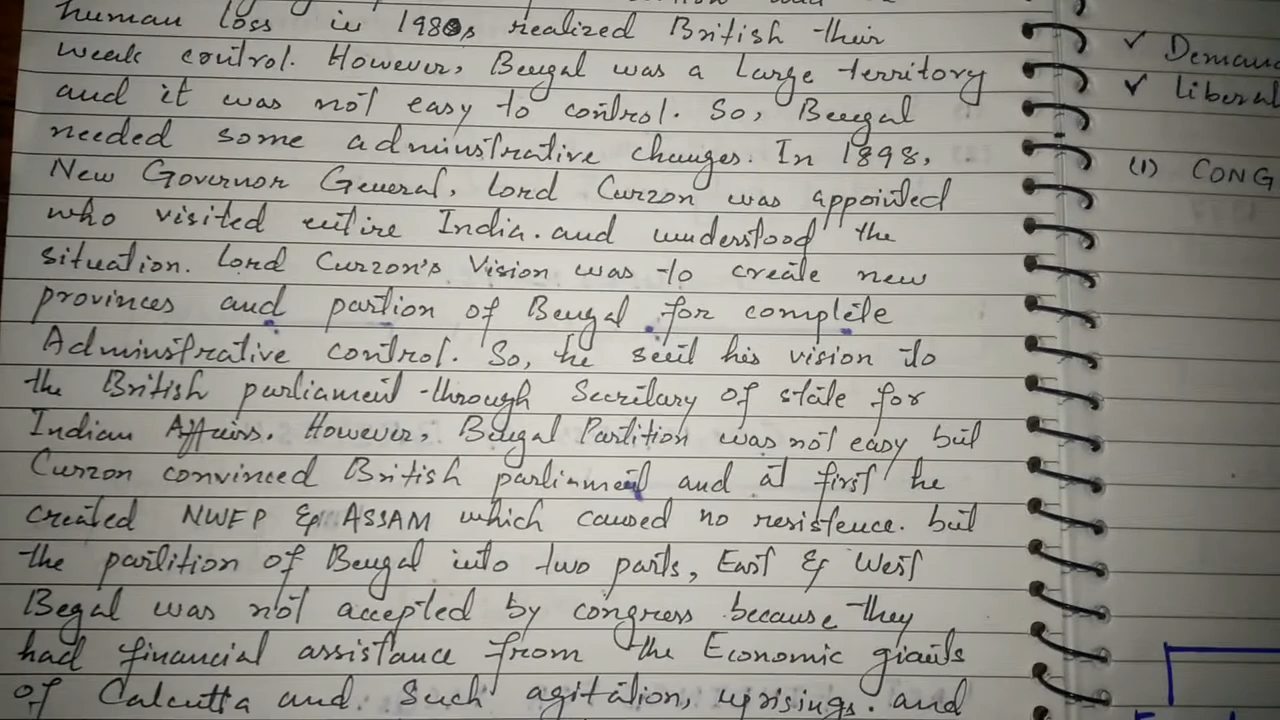 human loss in 1980s realized British their
weak control. However, Bengal was a Large territory
and it was not easy to control. So, Bengal
needed some administrative changes. In 1898,
New Governor General, Lord Curzon was appointed
who visited entire India. and understood the
situation. Lord Curzon's Vision was to create new
provinces and partion of Bengal for complete
Adminstrative control. So, he sent his vision to
the British parliament through Secretary of state for
Indian Affairs. However, Bengal Partition was not easy but
Curzon convinced British parliament and at first he
created NWFP & ASSAM which caused no resistence. but
the partition of Bengal into two parts, East & West
Begal was not accepted by congress because they
had financial assistance from the Economic giants
of Calcutta and. Such agitation, uprisings. and
✓ Demand
✓ liberal
(1) CONG